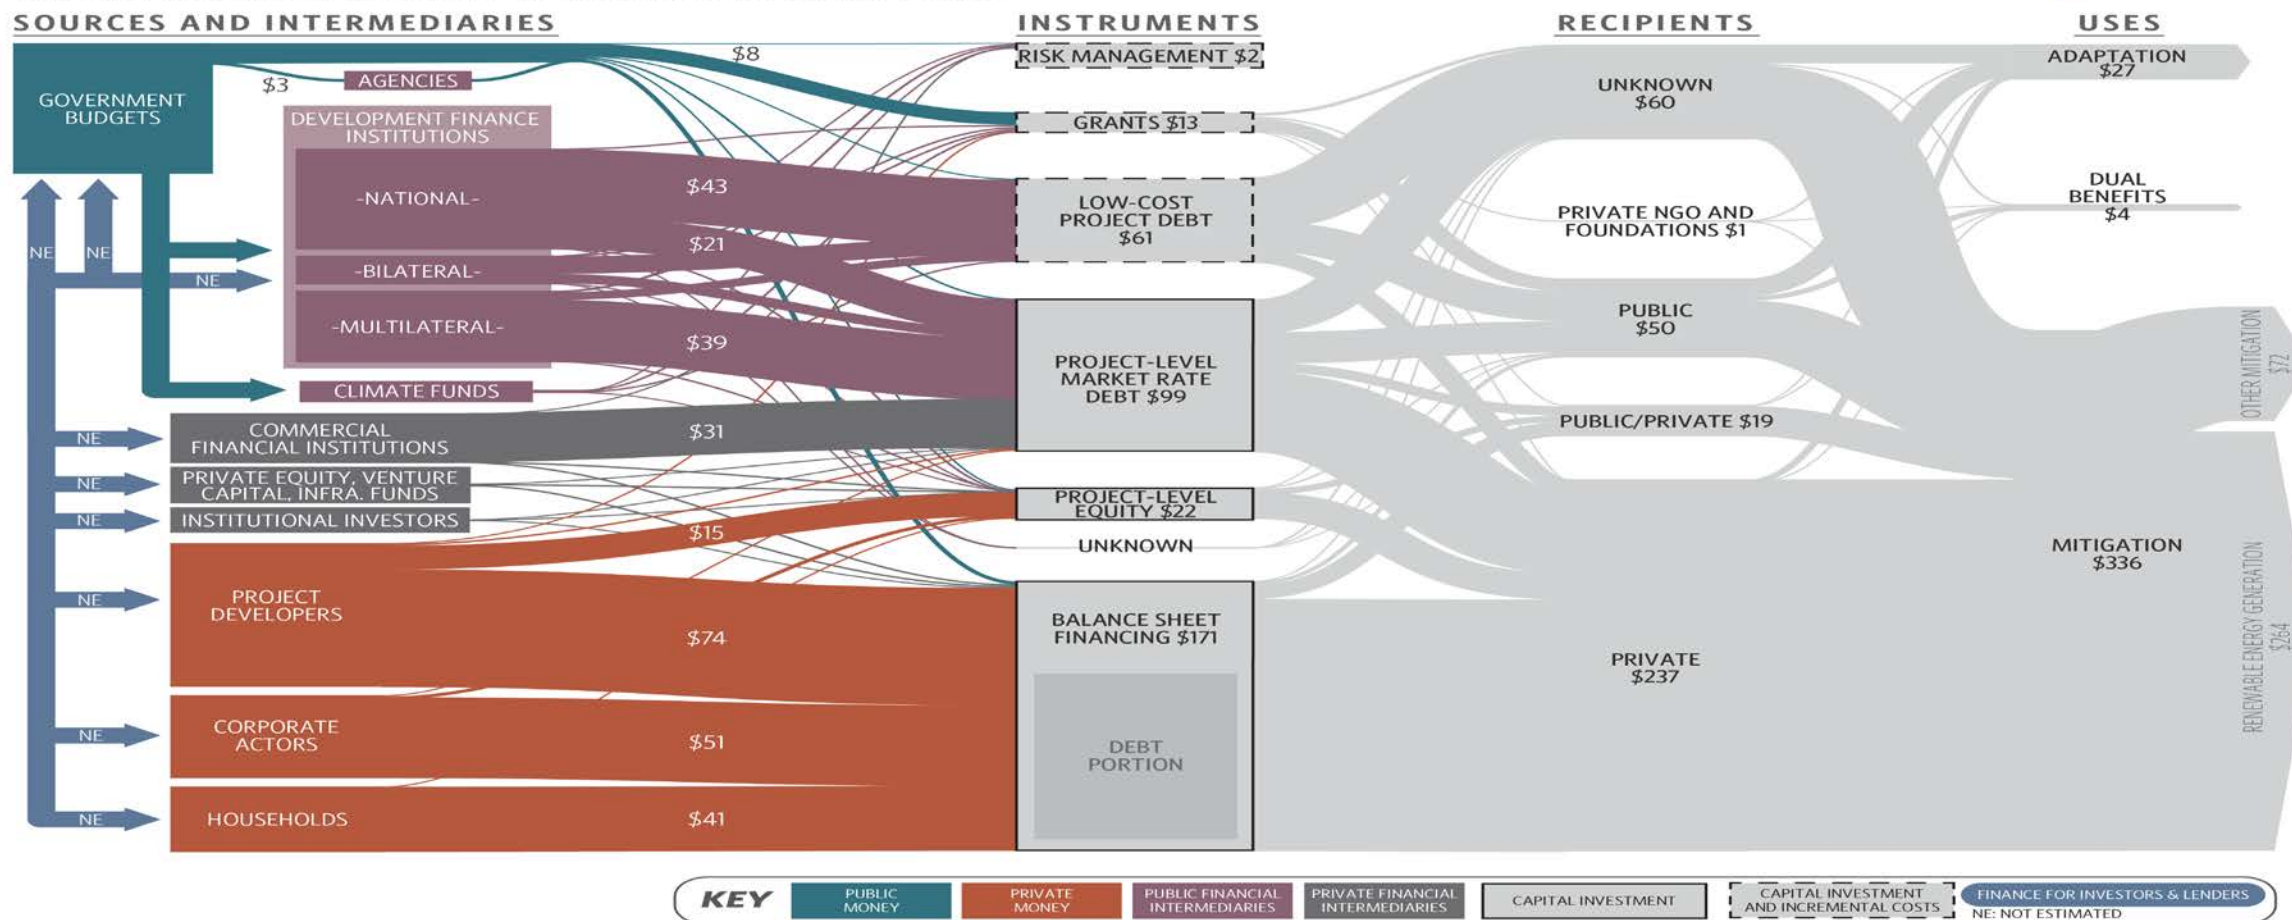 SOURCES AND INTERMEDIARIES
INSTRUMENTS
RECIPIENTS
USES
GOVERNMENT
BUDGETS
$3
AGENCIES
$8
DEVELOPMENT FINANCE
INSTITUTIONS
-NATIONAL-
-BILATERAL-
-MULTILATERAL-
CLIMATE FUNDS
COMMERCIAL
FINANCIAL INSTITUTIONS
PRIVATE EQUITY, VENTURE
CAPITAL, INFRA. FUNDS
INSTITUTIONAL INVESTORS
PROJECT
DEVELOPERS
CORPORATE
ACTORS
HOUSEHOLDS
NE
NE
NE
NE
NE
NE
NE
NE
NE
$43
$21
$39
$31
$15
$74
$51
$41
RISK MANAGEMENT $2
GRANTS $13
LOW-COST
PROJECT DEBT
$61
PROJECT-LEVEL
MARKET RATE
DEBT $99
PROJECT-LEVEL
EQUITY $22
UNKNOWN
BALANCE SHEET
FINANCING $171
DEBT
PORTION
UNKNOWN
$60
PRIVATE NGO AND
FOUNDATIONS $1
PUBLIC
$50
PUBLIC/PRIVATE $19
PRIVATE
$237
ADAPTATION
$27
DUAL
BENEFITS
$4
MITIGATION
$336
OTHER MITIGATION
$72
RENEWABLE ENERGY GENERATION
$264
KEY
PUBLIC
MONEY
PRIVATE
MONEY
PUBLIC FINANCIAL
INTERMEDIARIES
PRIVATE FINANCIAL
INTERMEDIARIES
CAPITAL INVESTMENT
CAPITAL INVESTMENT
AND INCREMENTAL COSTS
FINANCE FOR INVESTORS & LENDERS
NE: NOT ESTIMATED